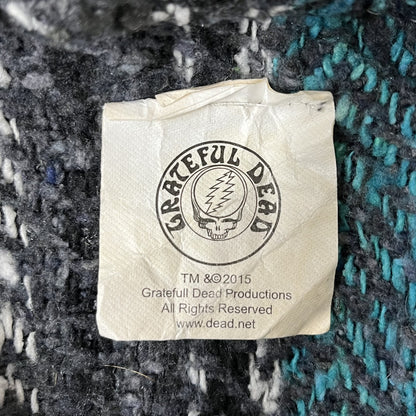 GRATEFUL DEAD
TM &©2015
Gratefull Dead Productions
All Rights Reserved
www.dead.net